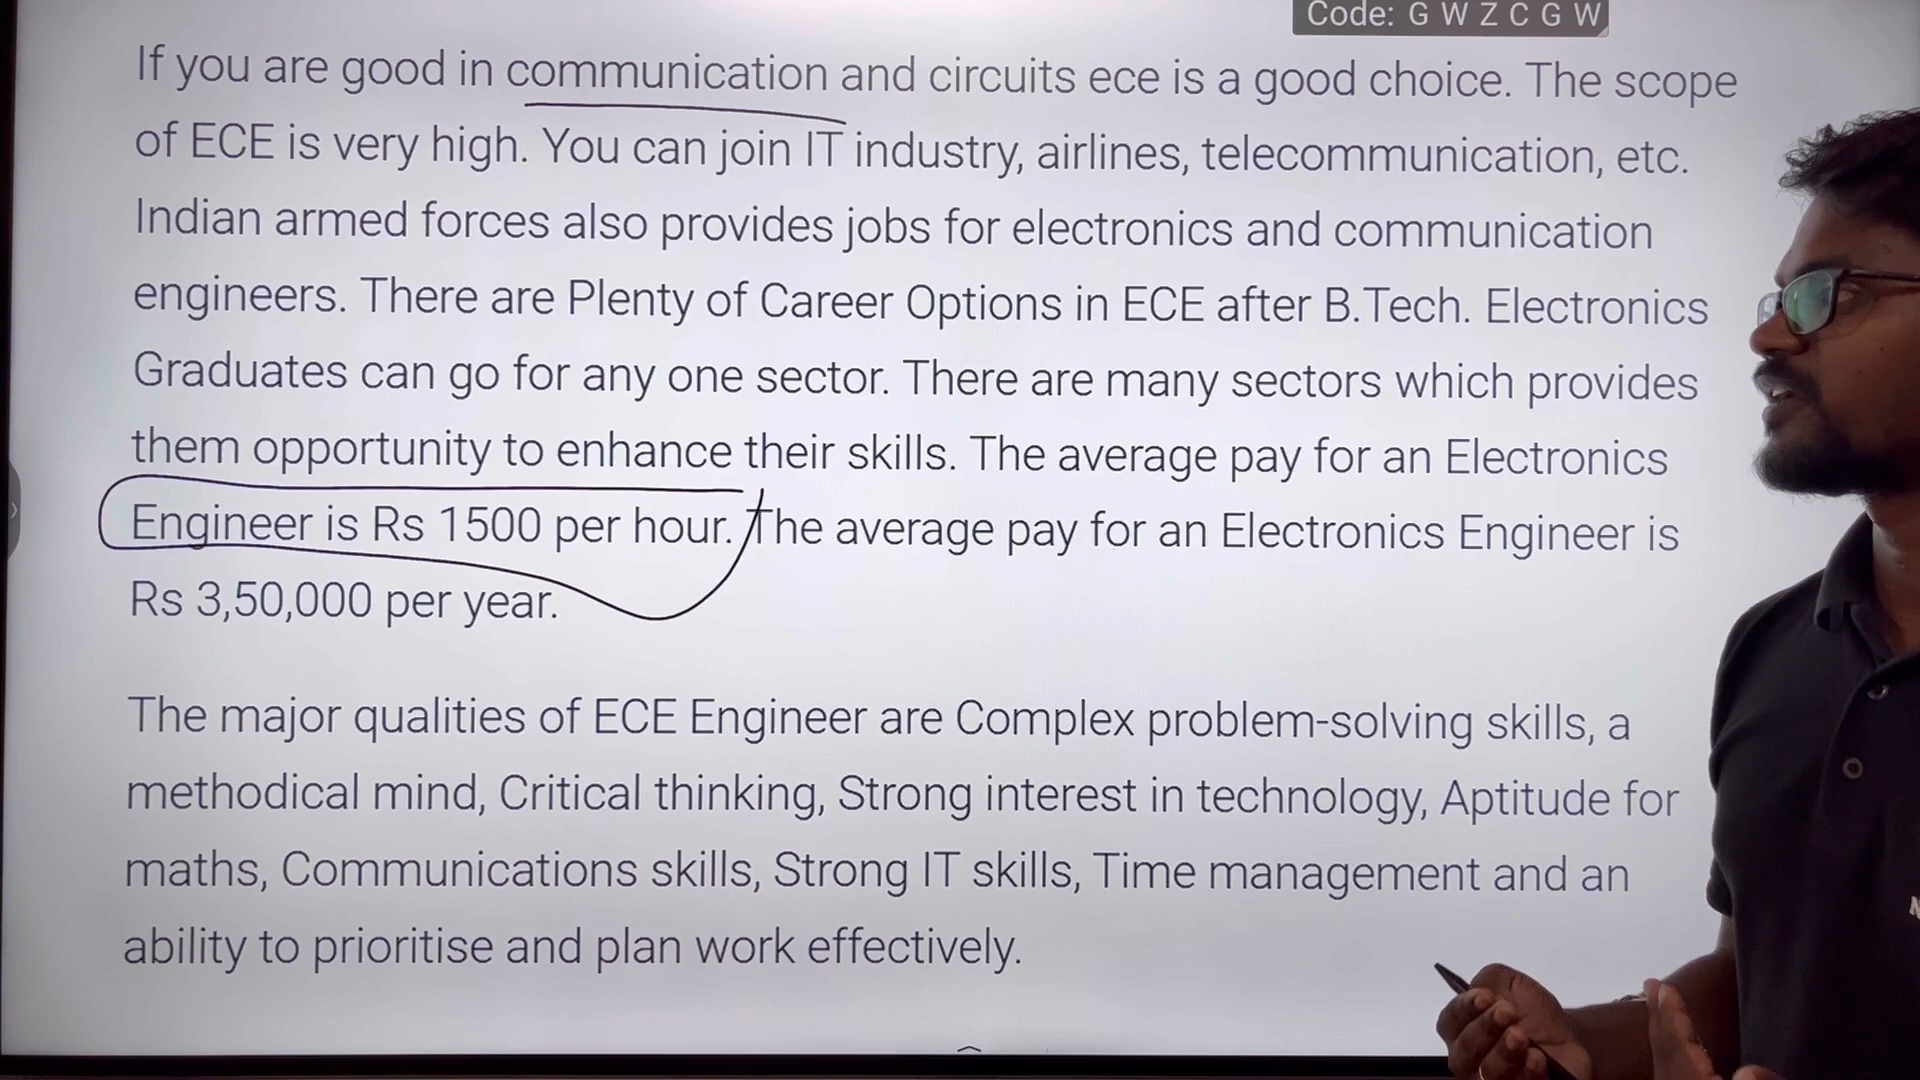 Code: G W Z C G W
If you are good in communication and circuits ece is a good choice. The scope
of ECE is very high. You can join IT industry, airlines, telecommunication, etc.
Indian armed forces also provides jobs for electronics and communication
engineers. There are Plenty of Career Options in ECE after B.Tech. Electronics
Graduates can go for any one sector. There are many sectors which provides
them opportunity to enhance their skills. The average pay for an Electronics
Engineer is Rs 1500 per hour. The average pay for an Electronics Engineer is
Rs 3,50,000 per year.
The major qualities of ECE Engineer are Complex problem-solving skills, a
methodical mind, Critical thinking, Strong interest in technology, Aptitude for
maths, Communications skills, Strong IT skills, Time management and an
ability to prioritise and plan work effectively.